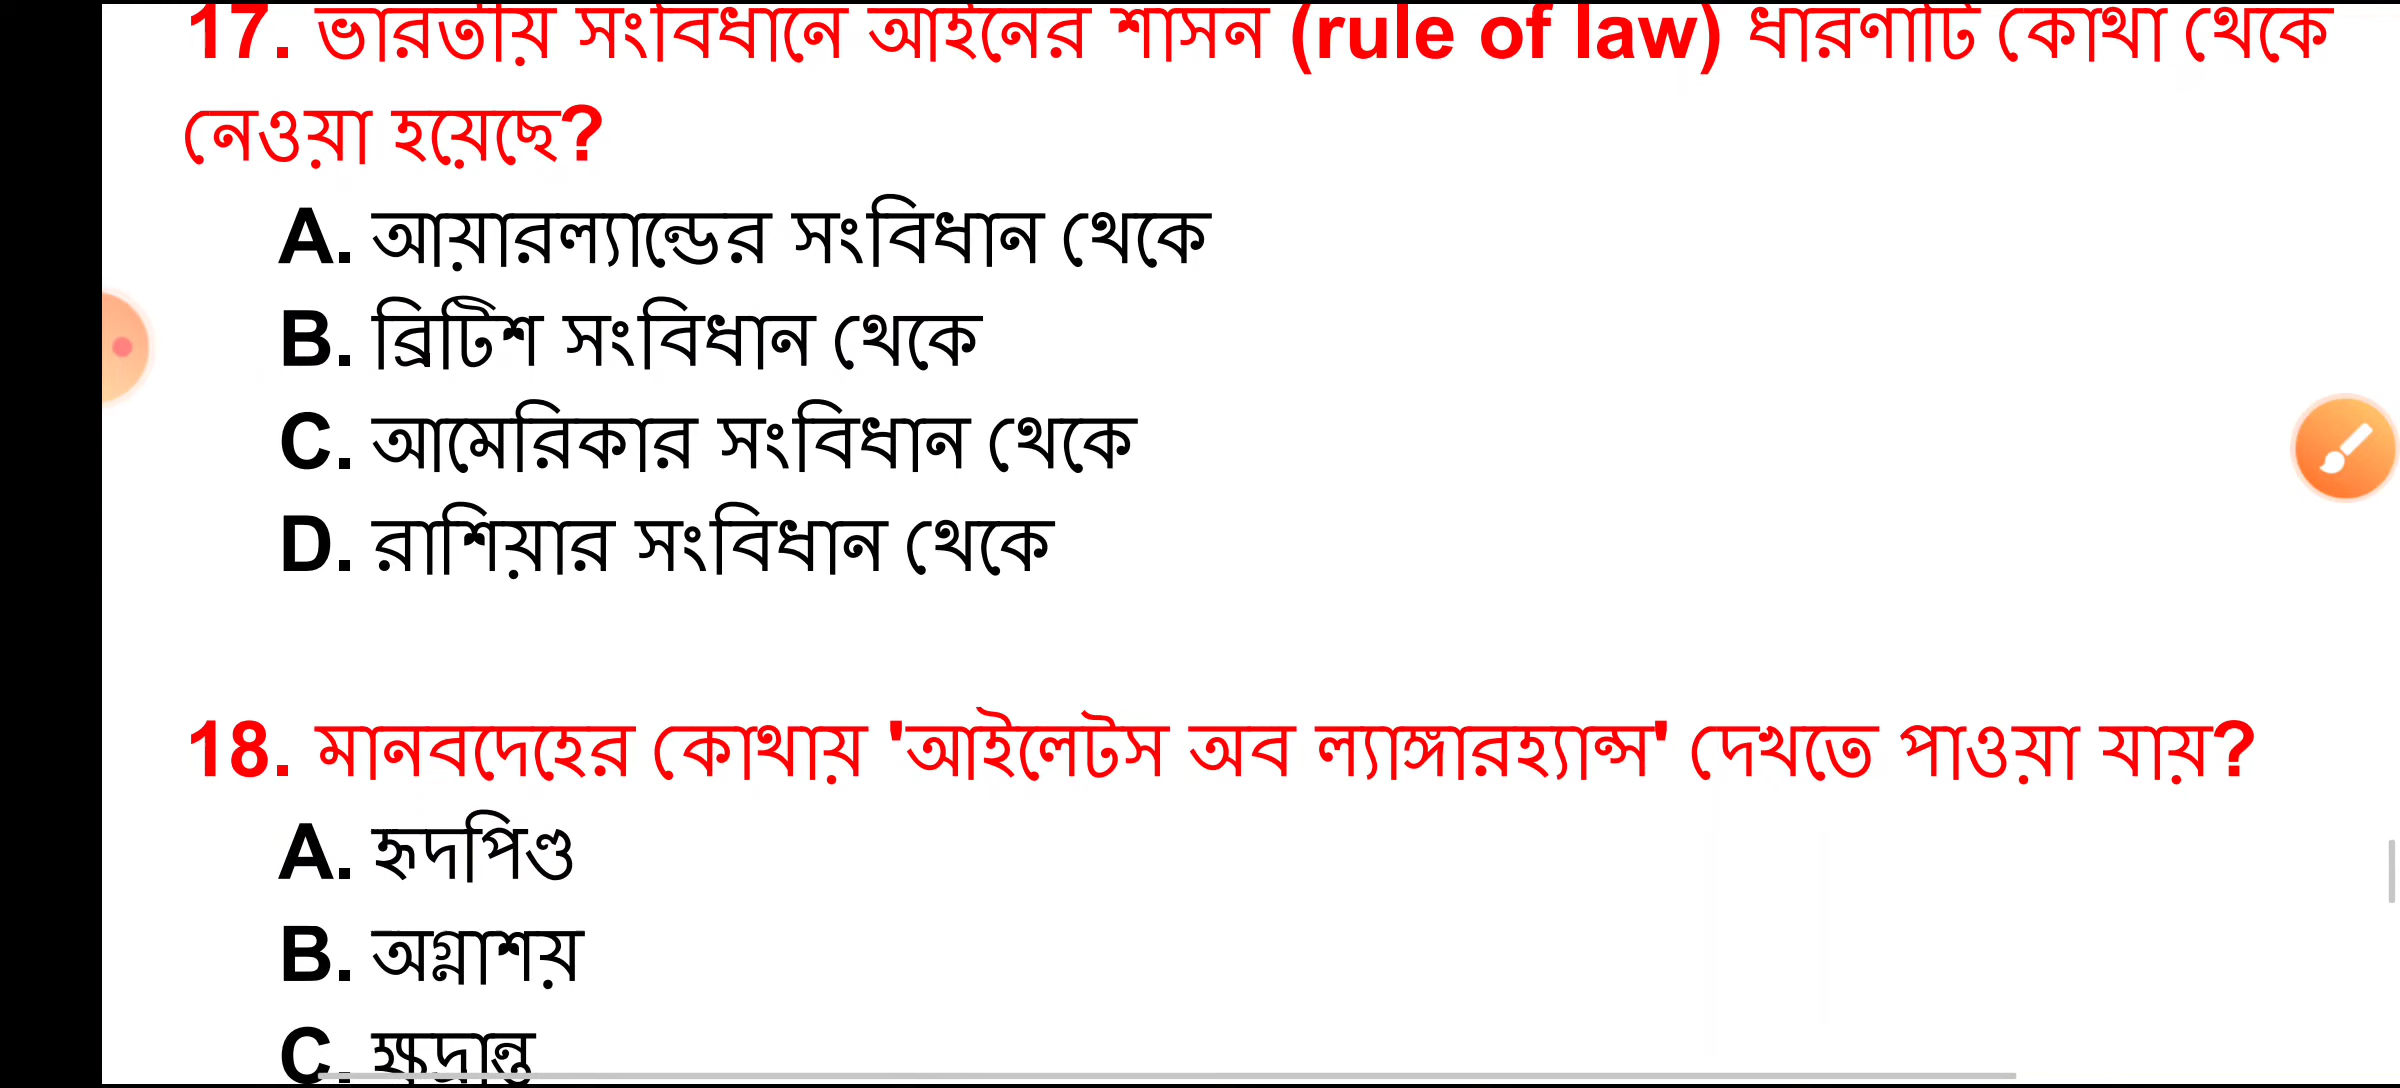 17. ভারতীয় সংবিধানে আইনের শাসন (rule of law) ধারণাটি কোথা থেকে
নেওয়া হয়েছে?
A. আয়ারল্যান্ডের সংবিধান থেকে
B. ব্রিটিশ সংবিধান থেকে
C. আমেরিকার সংবিধান থেকে
D. রাশিয়ার সংবিধান থেকে
18. মানবদেহের কোথায় 'আইলেটস অব ল্যাঙ্গারহ্যান্স' দেখতে পাওয়া যায়?
A. হৃদপিণ্ড
B. অগ্ন্যাশয়
C. ক্ষুদ্রান্ত্র